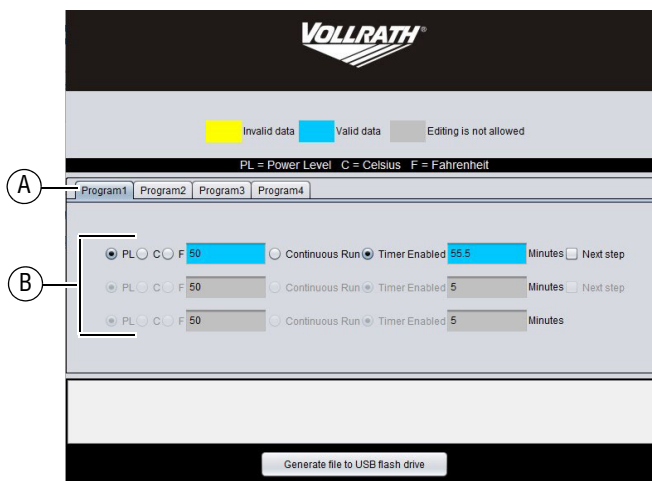 VOLLRATH®
Invalid data Valid data Editing is not allowed
PL = Power Level C = Celsius F = Fahrenheit
A
Program1 Program2 Program3 Program4
B
PL C F 50 Continuous Run Timer Enabled 55.5 Minutes Next step
PL C F 50 Continuous Run Timer Enabled 5 Minutes Next step
PL C F 50 Continuous Run Timer Enabled 5 Minutes
Generate file to USB flash drive